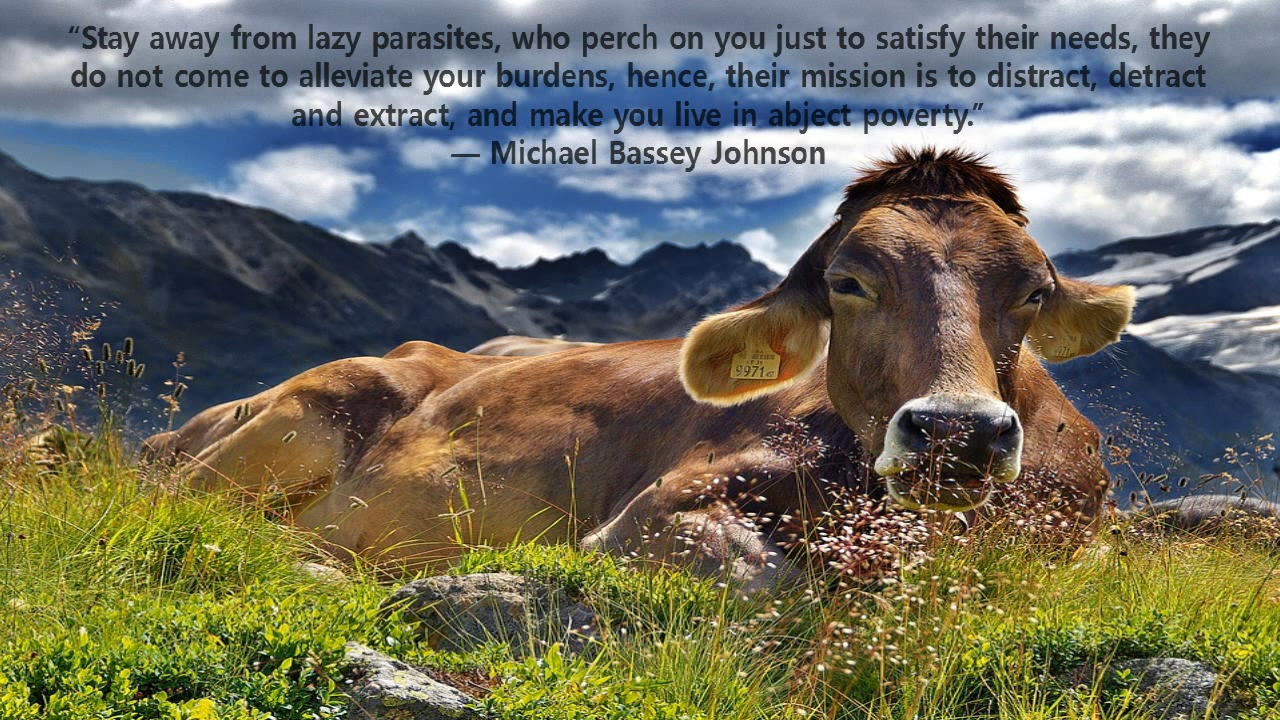 “Stay away from lazy parasites, who perch on you just to satisfy their needs, they
do not come to alleviate your burdens, hence, their mission is to distract, detract
and extract, and make you live in abject poverty.”
— Michael Bassey Johnson
9971